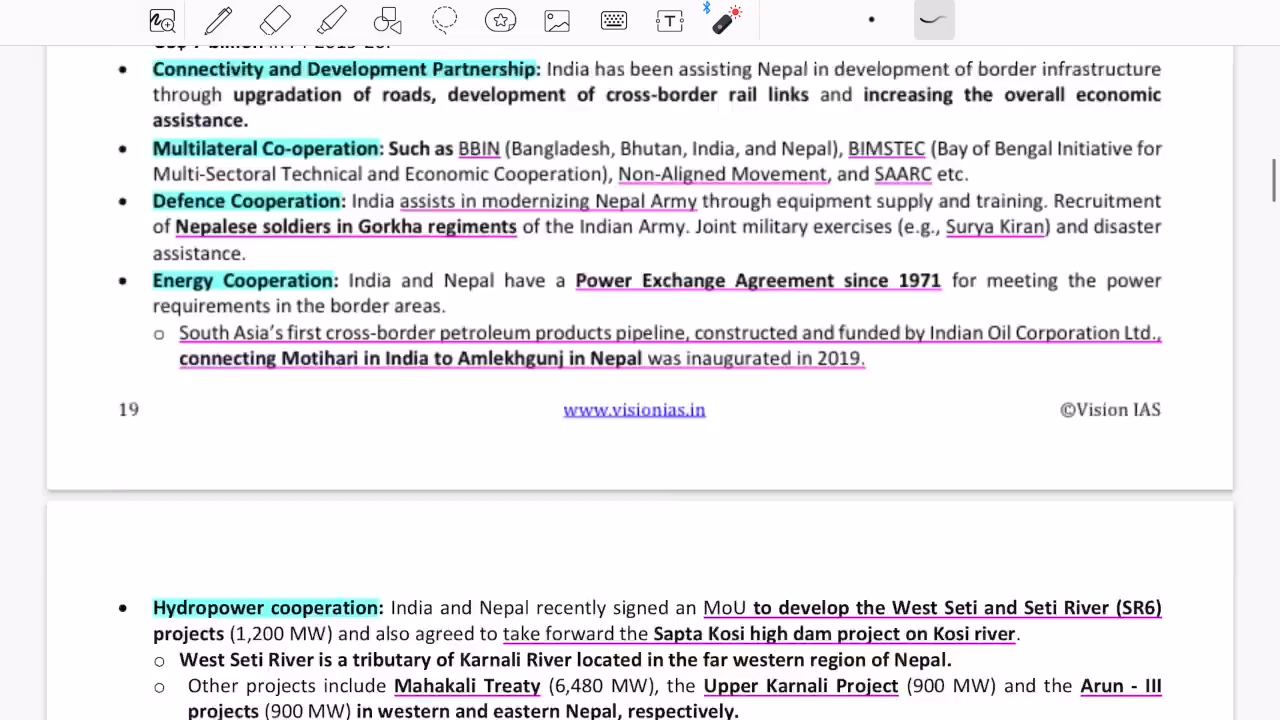 T
US$ 7 billion in FY 2019-20.
• Connectivity and Development Partnership: India has been assisting Nepal in development of border infrastructure
through upgradation of roads, development of cross-border rail links and increasing the overall economic
assistance.
• Multilateral Co-operation: Such as BBIN (Bangladesh, Bhutan, India, and Nepal), BIMSTEC (Bay of Bengal Initiative for
Multi-Sectoral Technical and Economic Cooperation), Non-Aligned Movement, and SAARC etc.
• Defence Cooperation: India assists in modernizing Nepal Army through equipment supply and training. Recruitment
of Nepalese soldiers in Gorkha regiments of the Indian Army. Joint military exercises (e.g., Surya Kiran) and disaster
assistance.
• Energy Cooperation: India and Nepal have a Power Exchange Agreement since 1971 for meeting the power
requirements in the border areas.
o South Asia's first cross-border petroleum products pipeline, constructed and funded by Indian Oil Corporation Ltd.,
connecting Motihari in India to Amlekhgunj in Nepal was inaugurated in 2019.
19 www.visionias.in ©Vision IAS
• Hydropower cooperation: India and Nepal recently signed an MoU to develop the West Seti and Seti River (SR6)
projects (1,200 MW) and also agreed to take forward the Sapta Kosi high dam project on Kosi river.
o West Seti River is a tributary of Karnali River located in the far western region of Nepal.
o Other projects include Mahakali Treaty (6,480 MW), the Upper Karnali Project (900 MW) and the Arun - III
projects (900 MW) in western and eastern Nepal, respectively.